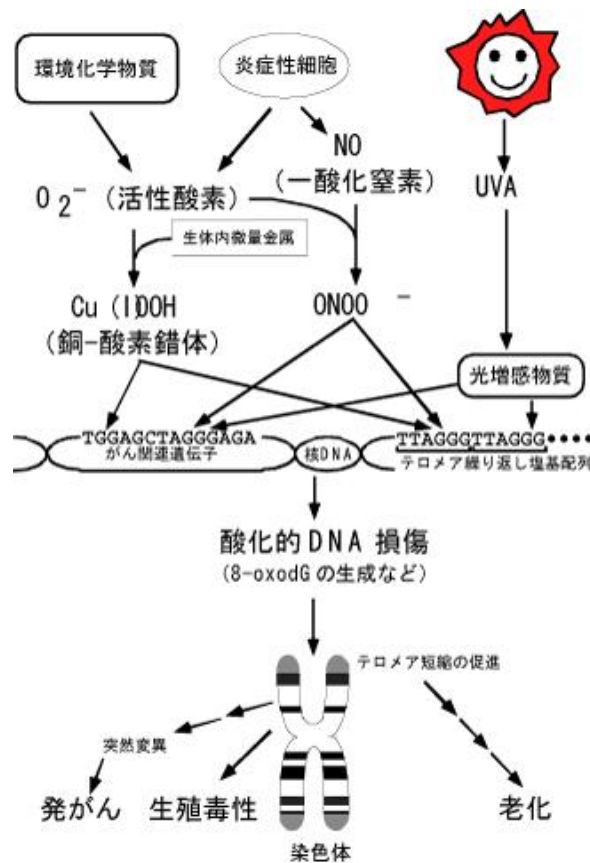 環境化学物質
炎症性細胞
NO
(一酸化窒素)
UVA
O2− (活性酸素)
生体内微量金属
Cu(I)OOH
(銅-酸素錯体)
ONOO −
光増感物質
TGGAGCTAGGGAGA
がん関連遺伝子
核DNA
TTAGGGTTAGGG••••
テロメア繰り返し塩基配列
酸化的DNA 損傷
(8-oxodG の生成など)
テロメア短縮の促進
突然変異
発がん
生殖毒性
老化
染色体